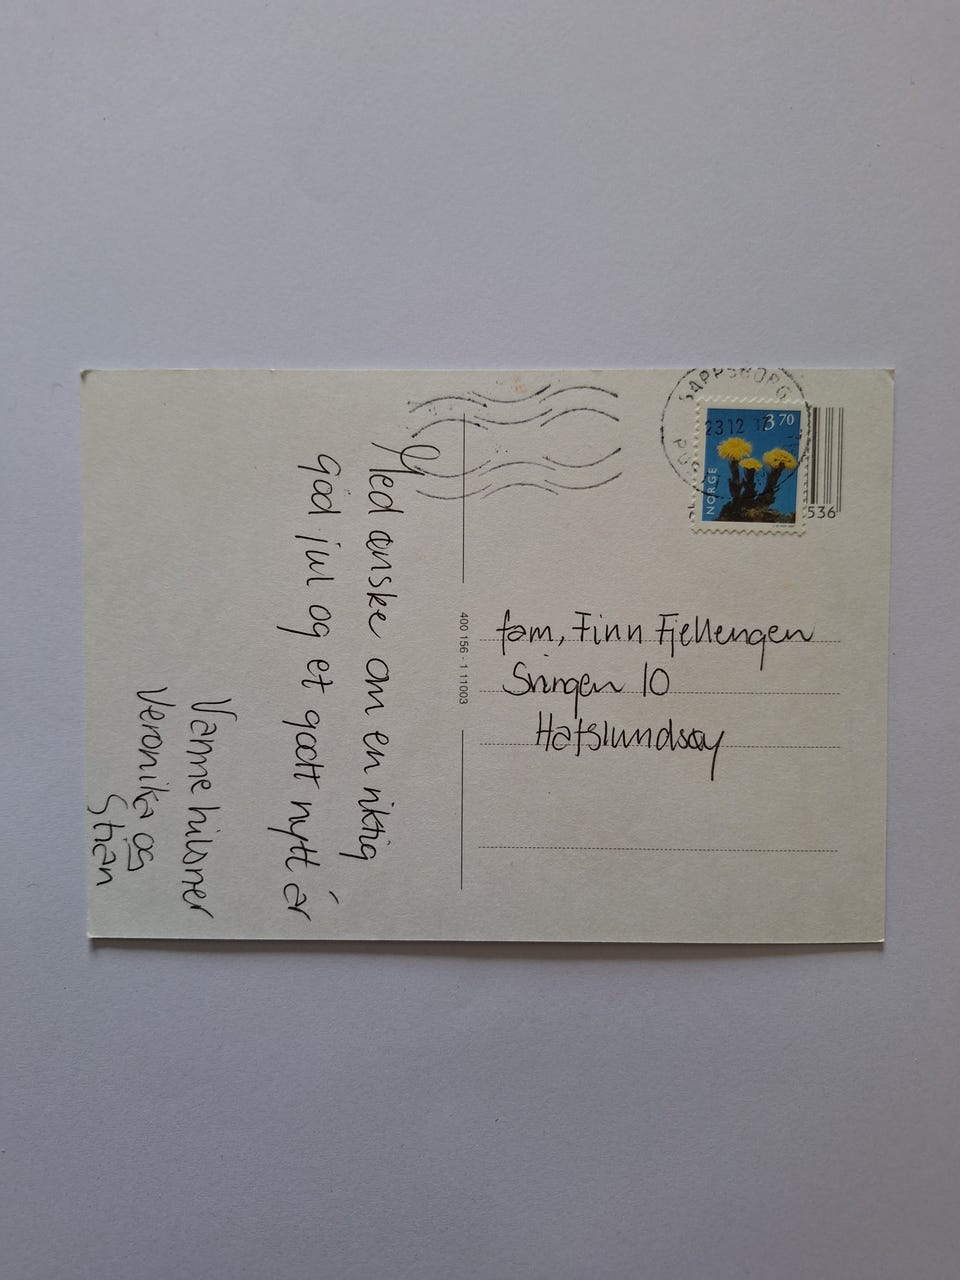 Med ønske om en riktig
god jul og et godt nytt år
Varme hilsner
Veronika og
Stian
400 156 - 1 11003
SARPSBORG
23 12
3 70
NORGE
536
fam, Finn Fjellengen
Svingen 10
Hafslundsøy